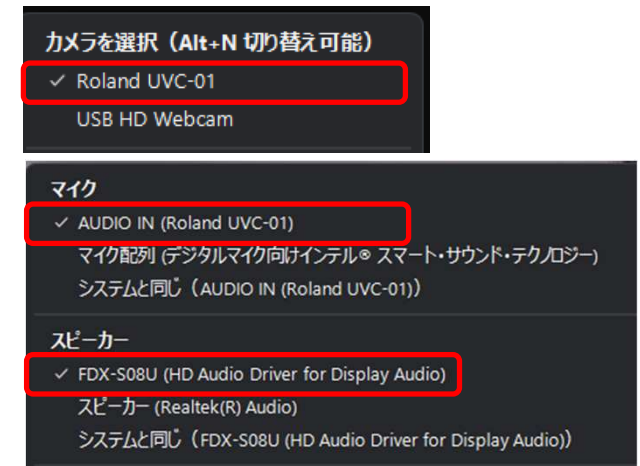 カメラを選択（Alt+N 切り替え可能）
✓ Roland UVC-01
USB HD Webcam
マイク
✓ AUDIO IN (Roland UVC-01)
マイク配列 (デジタルマイク向けインテル® スマート・サウンド・テクノロジー)
システムと同じ（AUDIO IN (Roland UVC-01)）
スピーカー
✓ FDX-S08U (HD Audio Driver for Display Audio)
スピーカー (Realtek(R) Audio)
システムと同じ（FDX-S08U (HD Audio Driver for Display Audio)）